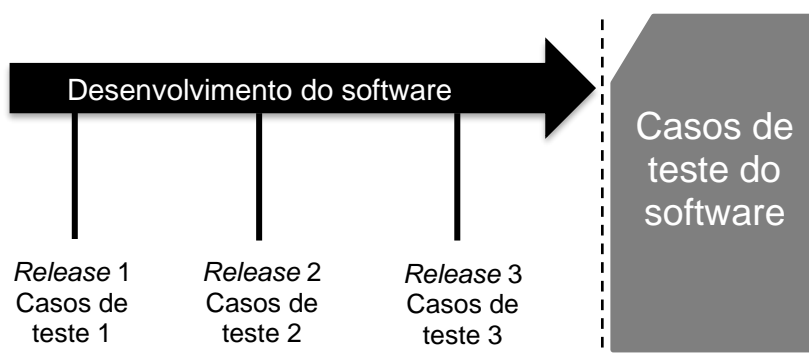 Desenvolvimento do software
Release 1
Casos de
teste 1
Release 2
Casos de
teste 2
Release 3
Casos de
teste 3
Casos de
teste do
software